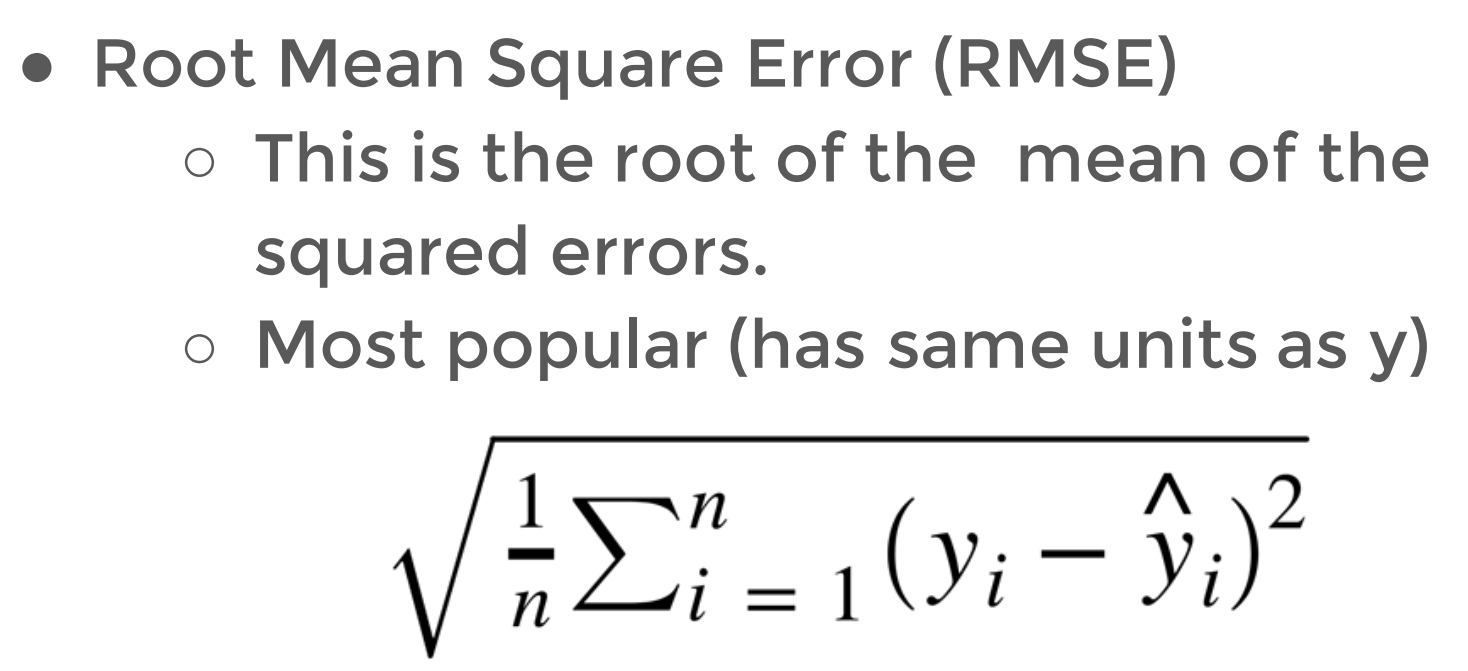 ● Root Mean Square Error (RMSE)
○ This is the root of the  mean of the
squared errors.
○ Most popular (has same units as y)
√(1/n ∑ⁿᵢ₌₁ (yᵢ − ŷᵢ)²)